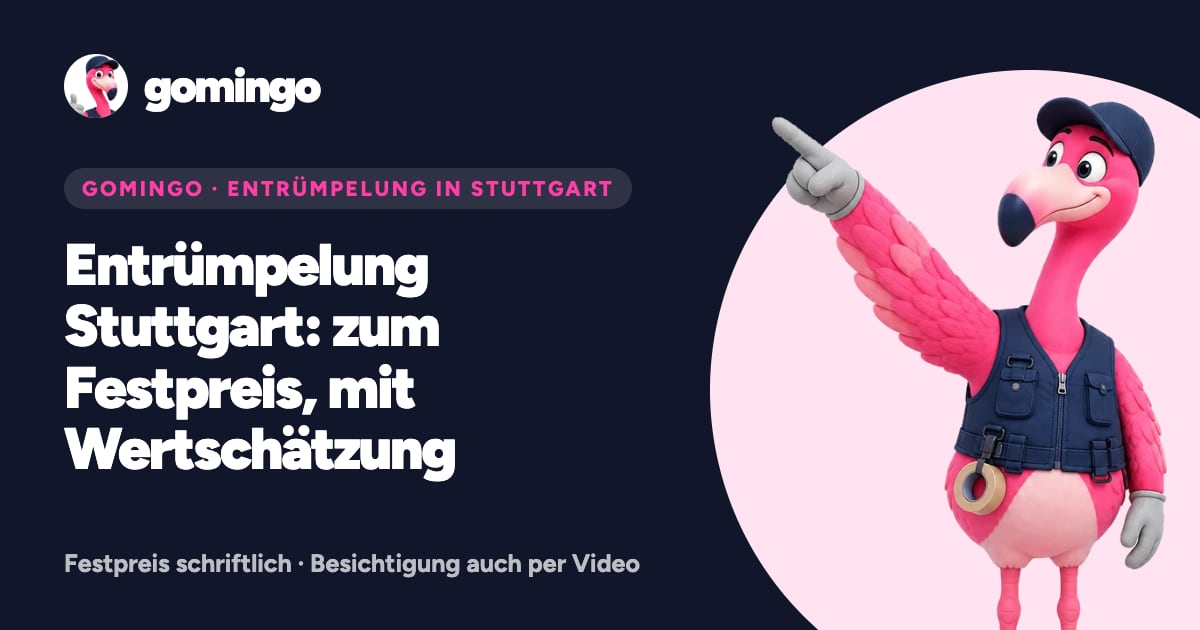 gomingo
GOMINGO · ENTRÜMPELUNG IN STUTTGART
Entrümpelung
Stuttgart: zum
Festpreis, mit
Wertschätzung
Festpreis schriftlich · Besichtigung auch per Video